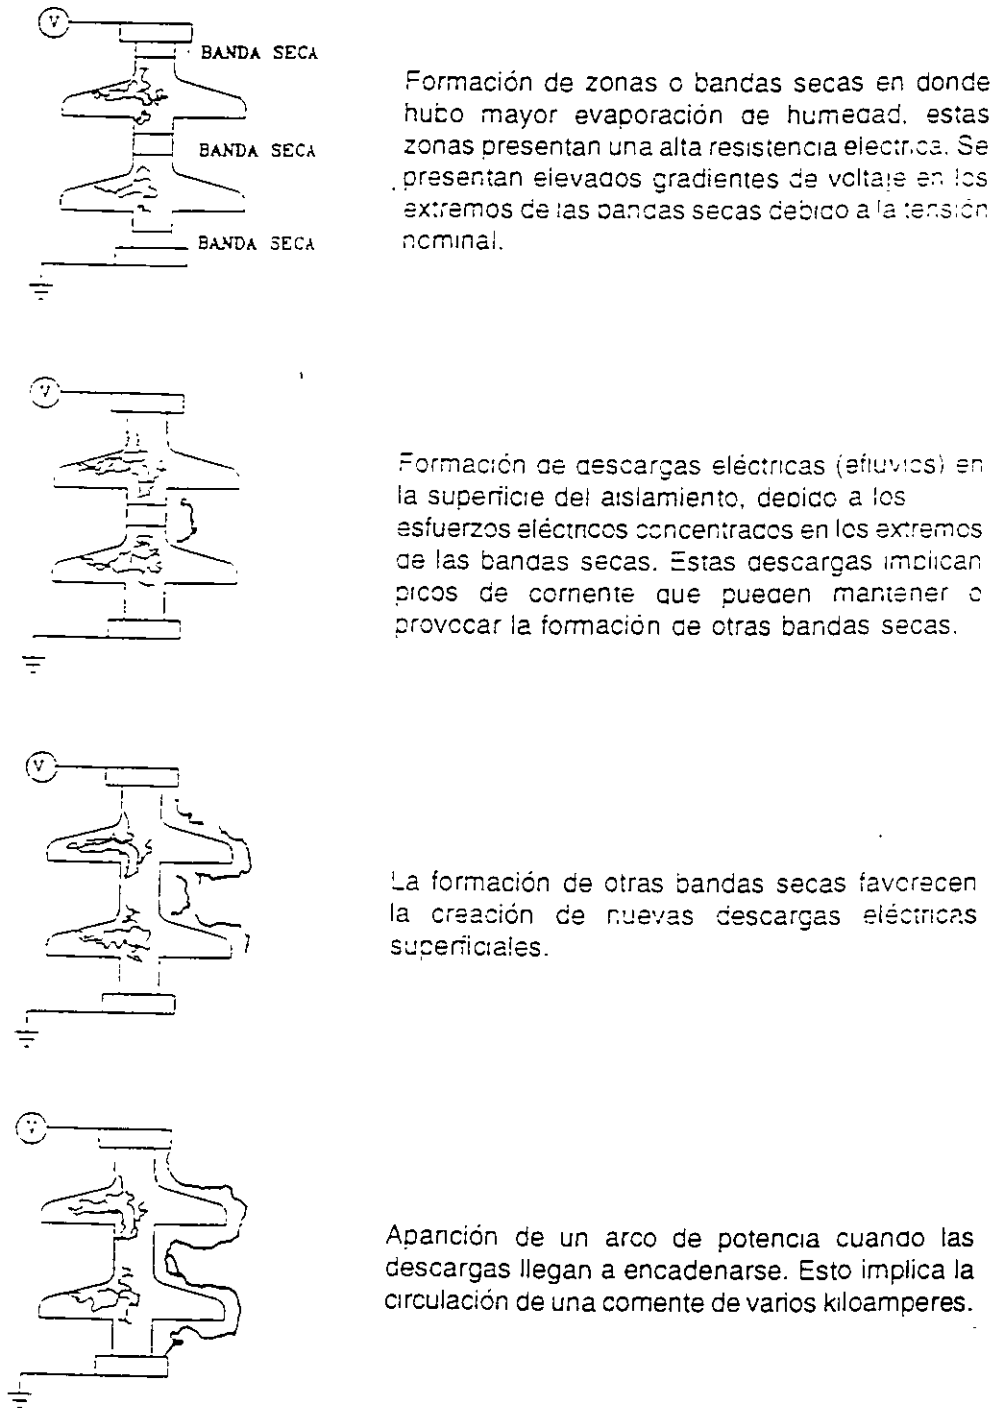 V
BANDA SECA
BANDA SECA
BANDA SECA
Formación de zonas o bandas secas en donde
hubo mayor evaporación de humedad, estas
zonas presentan una alta resistencia electrica. Se
presentan elevados gradientes de voltaje en los
extremos de las bandas secas debido a la tensión
nominal.
V
Formación de descargas eléctricas (efluvios) en
la superficie del aislamiento, debido a los
esfuerzos eléctricos concentrados en los extremos
de las bandas secas. Estas descargas implican
picos de corriente que pueden mantener o
provocar la formación de otras bandas secas.
V
La formación de otras bandas secas favorecen
la creación de nuevas descargas eléctricas
superficiales.
V
Aparición de un arco de potencia cuando las
descargas llegan a encadenarse. Esto implica la
circulación de una corriente de varios kiloamperes.